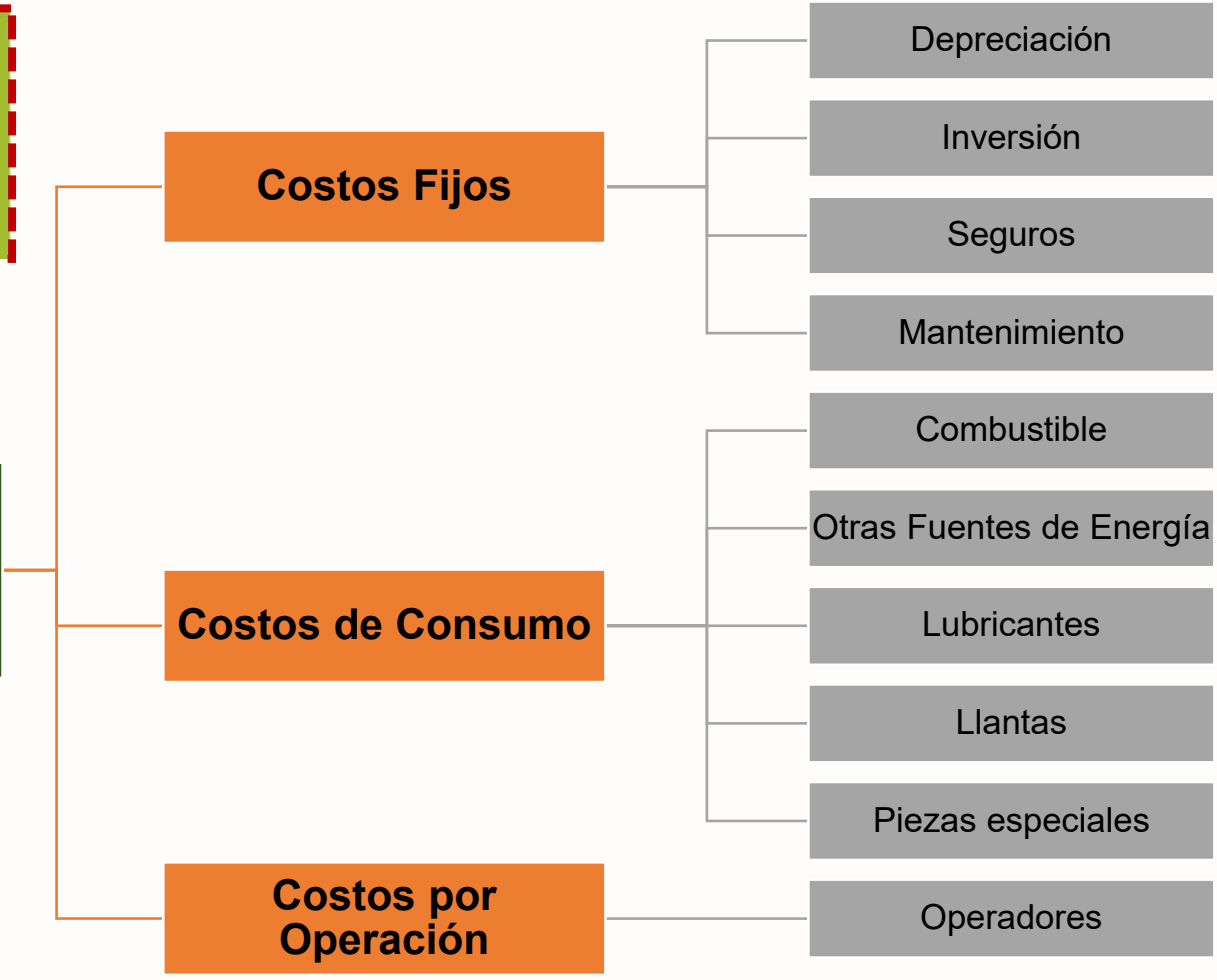 Costos Fijos
Depreciación
Inversión
Seguros
Mantenimiento
Costos de Consumo
Combustible
Otras Fuentes de Energía
Lubricantes
Llantas
Piezas especiales
Costos por
Operación
Operadores